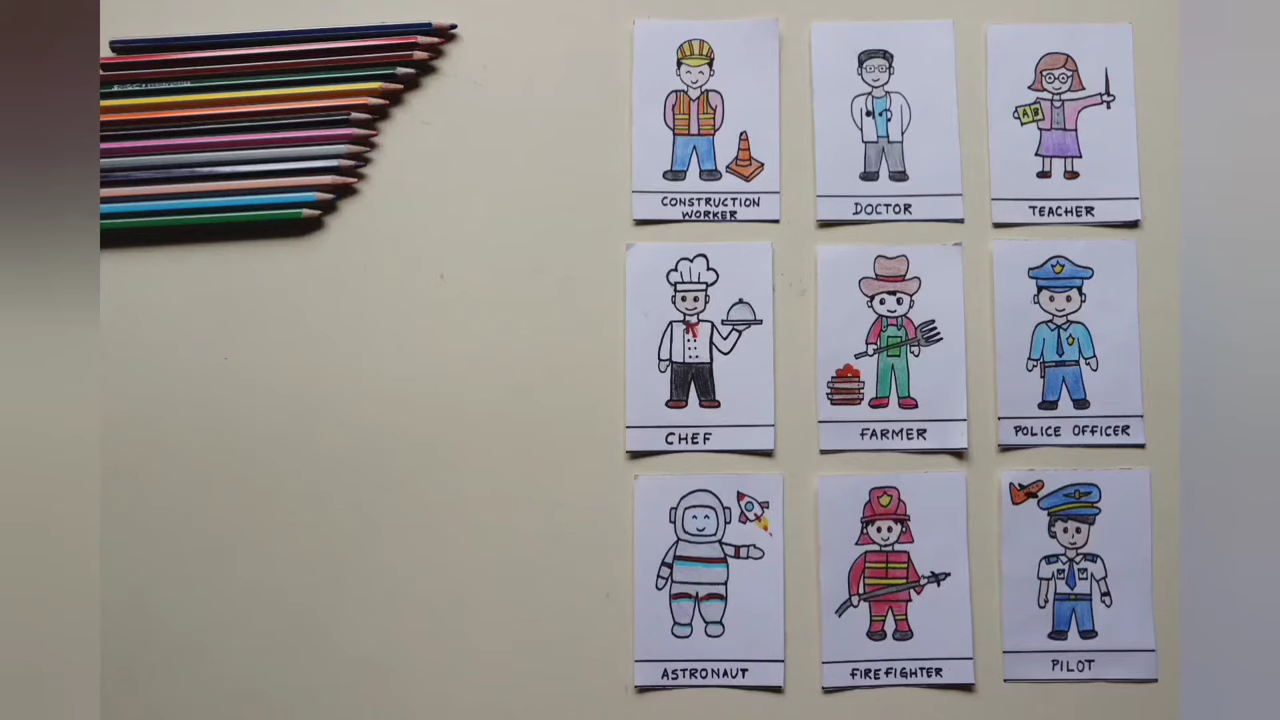 CONSTRUCTION
WORKER
DOCTOR
TEACHER
A B
CHEF
FARMER
POLICE OFFICER
ASTRONAUT
FIREFIGHTER
PILOT